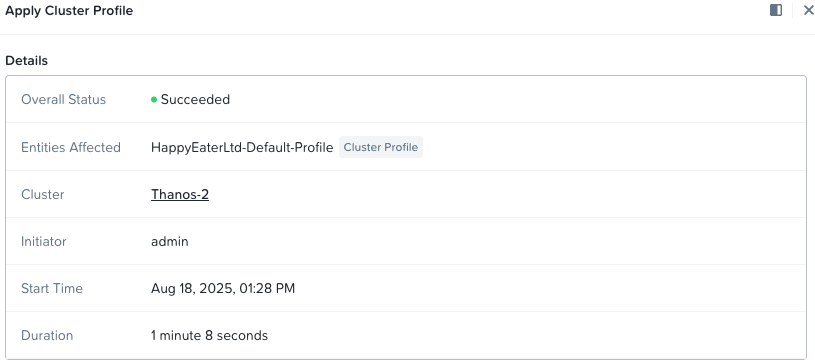 Apply Cluster Profile
Details
Overall Status Succeeded
Entities Affected HappyEaterLtd-Default-Profile Cluster Profile
Cluster Thanos-2
Initiator admin
Start Time Aug 18, 2025, 01:28 PM
Duration 1 minute 8 seconds